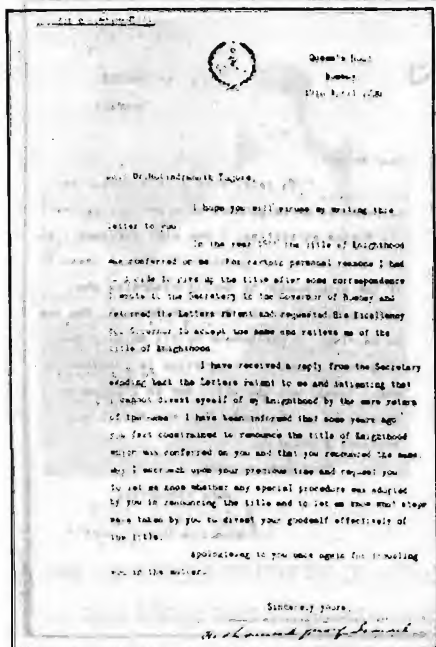 Queen's Road
Bombay
April
Dr. Rabindranath Tagore,
I hope you will excuse my writing this
letter to you
In the year the title of Knighthood
was conferred on me. For certain personal reasons I had
to give up the title after some correspondence
I wrote to the Secretary to the Governor of Bombay and
returned the Letters Patent and requested His Excellency
the Governor to accept the same and relieve me of the
title of Knighthood
I have received a reply from the Secretary
sending back the Letters Patent to me and intimating that
I cannot divest myself of my Knighthood by the mere return
of the same. I have been informed that some years ago
you felt constrained to renounce the title of Knighthood
which was conferred on you and that you renounced the same.
May I encroach upon your precious time and request you
to let me know whether any special procedure was adopted
by you in renouncing the title and to let me know what steps
were taken by you to divest your goodself effectively of
the title.
Apologising to you once again for troubling
you in the matter.
Sincerely yours,